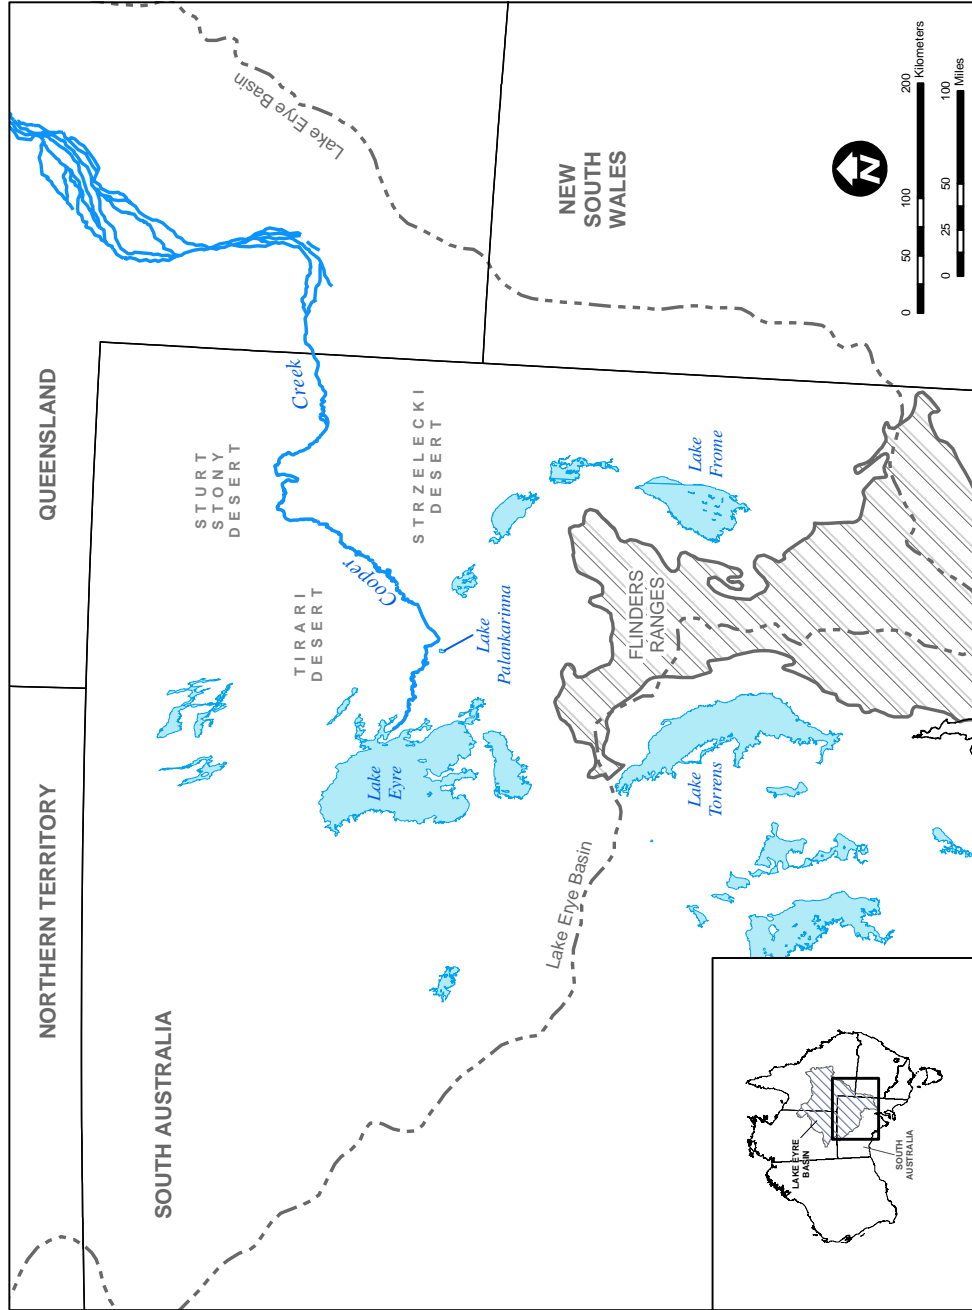 NORTHERN TERRITORY
QUEENSLAND
SOUTH AUSTRALIA
STURT
STONY
DESERT
TIRARI
DESERT
Creek
Cooper
STRZELECKI
DESERT
Lake Erye Basin
Lake
Eyre
Lake
Palankarinna
NEW
SOUTH
WALES
Lake Erye Basin
FLINDERS
RANGES
Lake
Frome
Lake
Torrens
N
0
50
100
200
Kilometers
0
25
50
100
Miles
LAKE EYRE
BASIN
SOUTH
AUSTRALIA